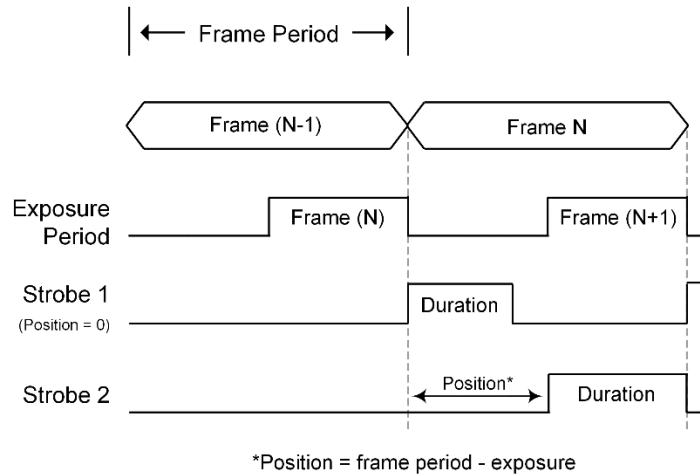 Frame Period
Frame (N-1)
Frame N
Exposure
Period
Frame (N)
Frame (N+1)
Strobe 1
(Position = 0)
Duration
Strobe 2
Position*
Duration
*Position = frame period - exposure